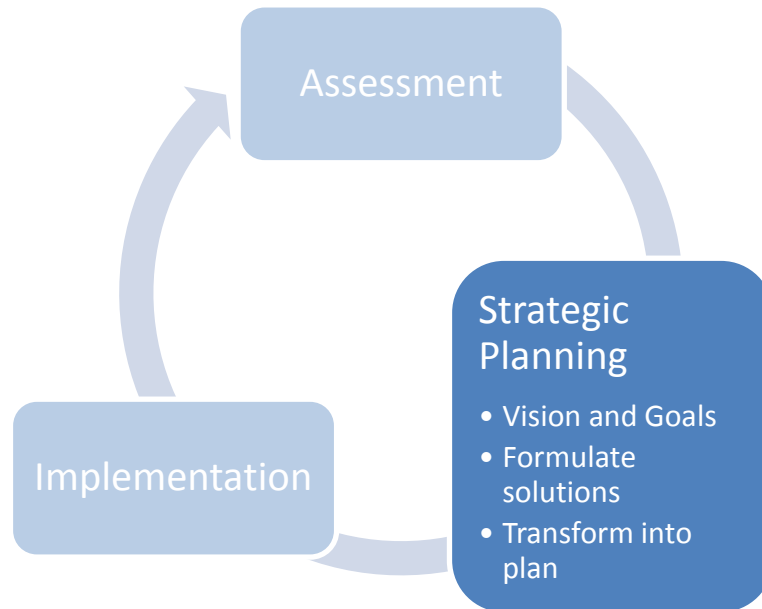 Assessment
Strategic
Planning
• Vision and Goals
• Formulate
solutions
• Transform into
plan
Implementation